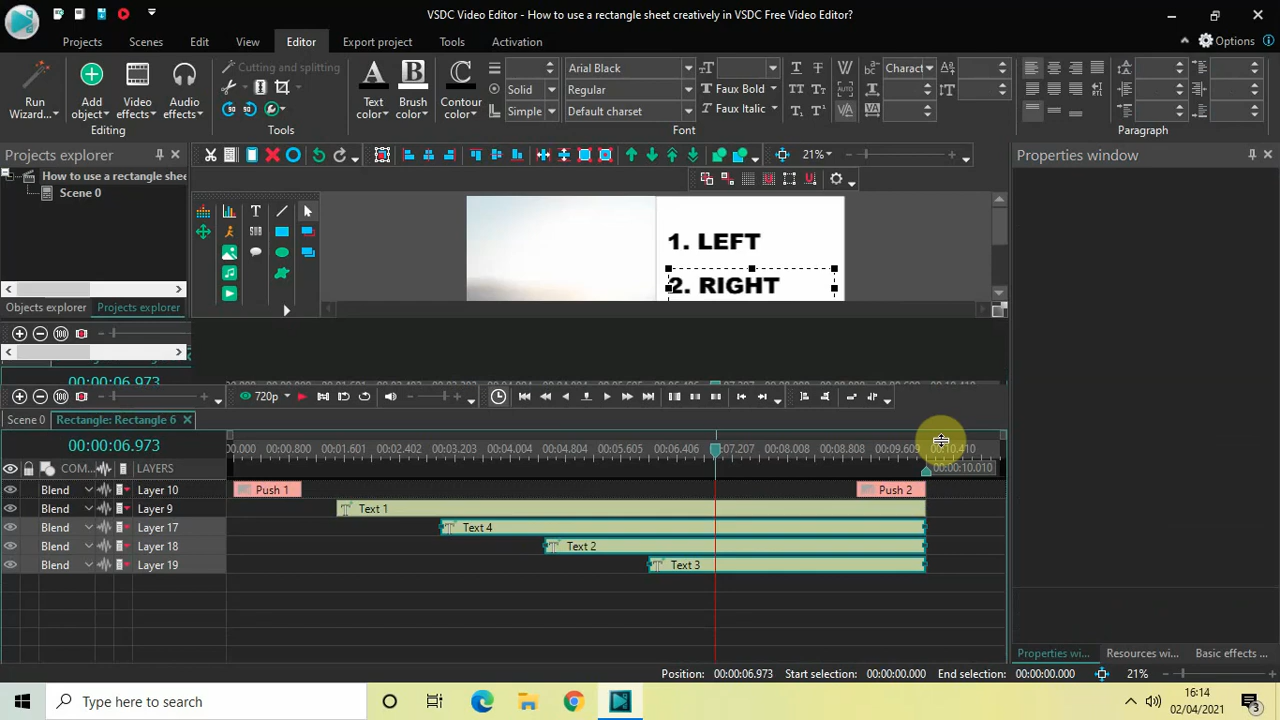 VSDC Video Editor - How to use a rectangle sheet creatively in VSDC Free Video Editor?
Projects Scenes Edit View Editor Export project Tools Activation
Options
Run Wizard...
Add object
Video effects
Audio effects
Editing
Cutting and splitting
Tools
Text color
Brush color
Contour color
Solid
Simple
Arial Black
Regular
Default charset
Faux Bold
Faux Italic
Font
Charact
Paragraph
Projects explorer
How to use a rectangle shee
Scene 0
Objects explorer Projects explorer
21%
Properties window
1. LEFT
2. RIGHT
00:00:06.973
720p
Scene 0 Rectangle: Rectangle 6
00:00:06.973
0.000 00:00.800 00:01.601 00:02.402 00:03.203 00:04.004 00:04.804 00:05.605 00:06.406 00:07.207 00:08.008 00:08.808 00:09.609 00:10.410
00:00:10.010
COM... LAYERS
Blend Layer 10 Push 1 Push 2
Blend Layer 9 Text 1
Blend Layer 17 Text 4
Blend Layer 18 Text 2
Blend Layer 19 Text 3
Properties wi... Resources wi... Basic effects ...
Position: 00:00:06.973 Start selection: 00:00:00.000 End selection: 00:00:00.000 21%
Type here to search
16:14
02/04/2021
3